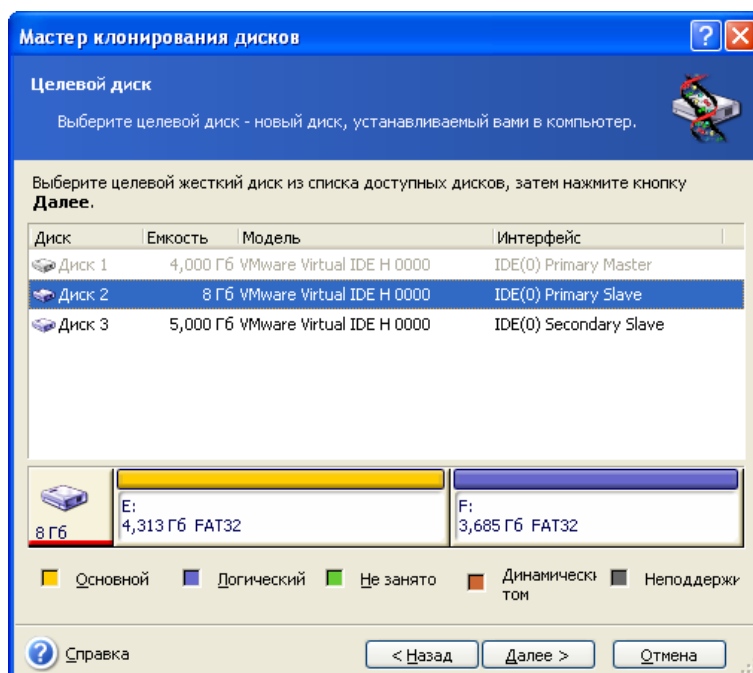 Мастер клонирования дисков
Целевой диск
Выберите целевой диск - новый диск, устанавливаемый вами в компьютер.
Выберите целевой жесткий диск из списка доступных дисков, затем нажмите кнопку
Далее.
Диск Емкость Модель Интерфейс
Диск 1 4,000 Гб VMware Virtual IDE H 0000 IDE(0) Primary Master
Диск 2 8 Гб VMware Virtual IDE H 0000 IDE(0) Primary Slave
Диск 3 5,000 Гб VMware Virtual IDE H 0000 IDE(0) Secondary Slave
8 Гб
E:
4,313 Гб FAT32
F:
3,685 Гб FAT32
Основной Логический Не занято Динамически том Неподдержи
Справка < Назад Далее > Отмена